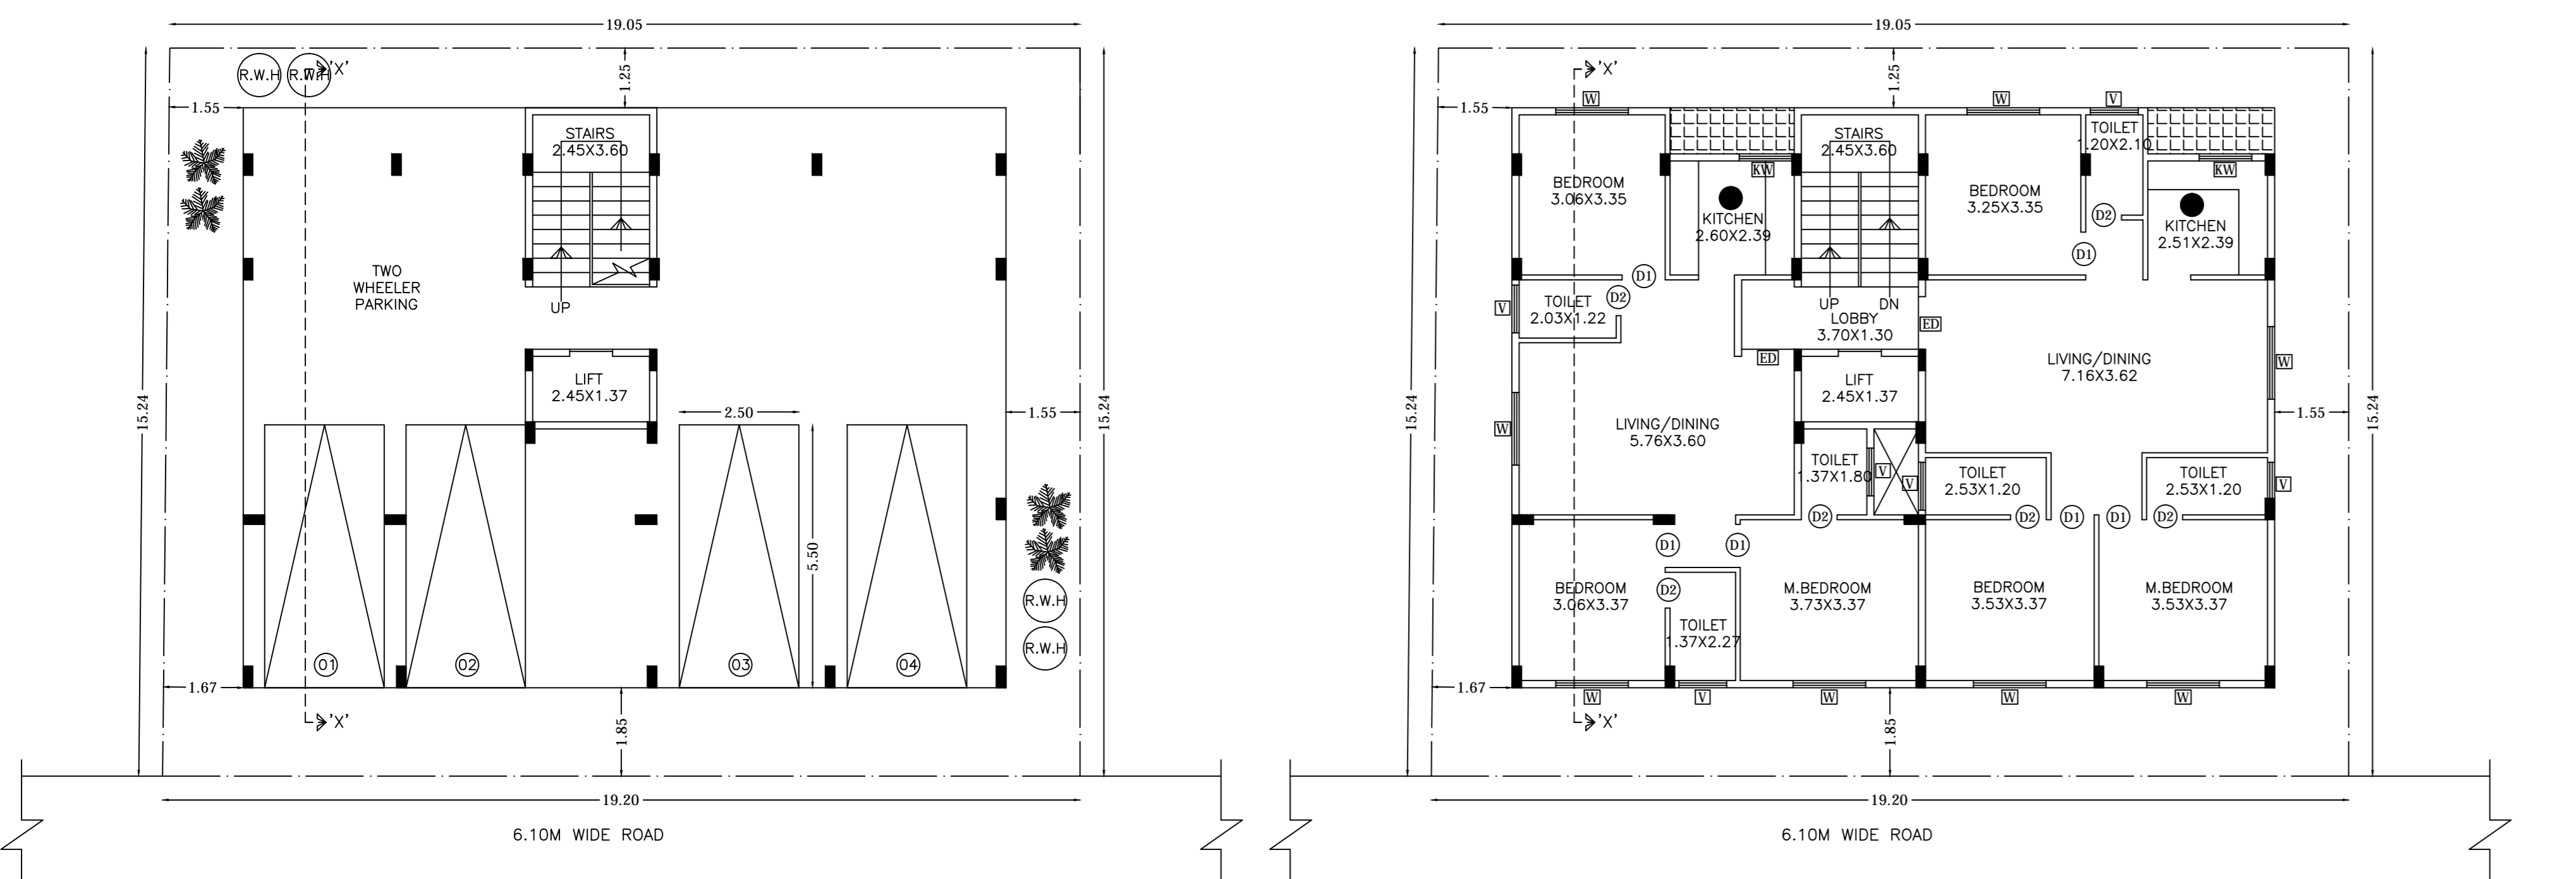 19.05
R.W.H
R.W.H
'X'
1.25
1.55
STAIRS
2.45X3.60
TWO
WHEELER
PARKING
UP
LIFT
2.45X1.37
15.24
2.50
1.55
15.24
5.50
R.W.H
R.W.H
01
02
03
04
1.67
'X'
1.85
19.20
6.10M WIDE ROAD
19.05
'X'
1.25
1.55
W
W
V
TOILET
1.20X2.10
STAIRS
2.45X3.60
KW
KW
BEDROOM
3.06X3.35
BEDROOM
3.25X3.35
KITCHEN
2.60X2.39
D2
KITCHEN
2.51X2.39
D1
D1
D2
TOILET
2.03X1.22
V
UP
DN
LOBBY
3.70X1.30
ED
ED
LIVING/DINING
7.16X3.62
W
LIFT
2.45X1.37
15.24
1.55
15.24
LIVING/DINING
5.76X3.60
W
TOILET
1.37X1.80
V
V
TOILET
2.53X1.20
TOILET
2.53X1.20
V
D2
D2
D1
D1
D2
D1
D1
BEDROOM
3.06X3.37
D2
M.BEDROOM
3.73X3.37
BEDROOM
3.53X3.37
M.BEDROOM
3.53X3.37
TOILET
1.37X2.27
1.67
W
V
W
W
W
'X'
1.85
19.20
6.10M WIDE ROAD